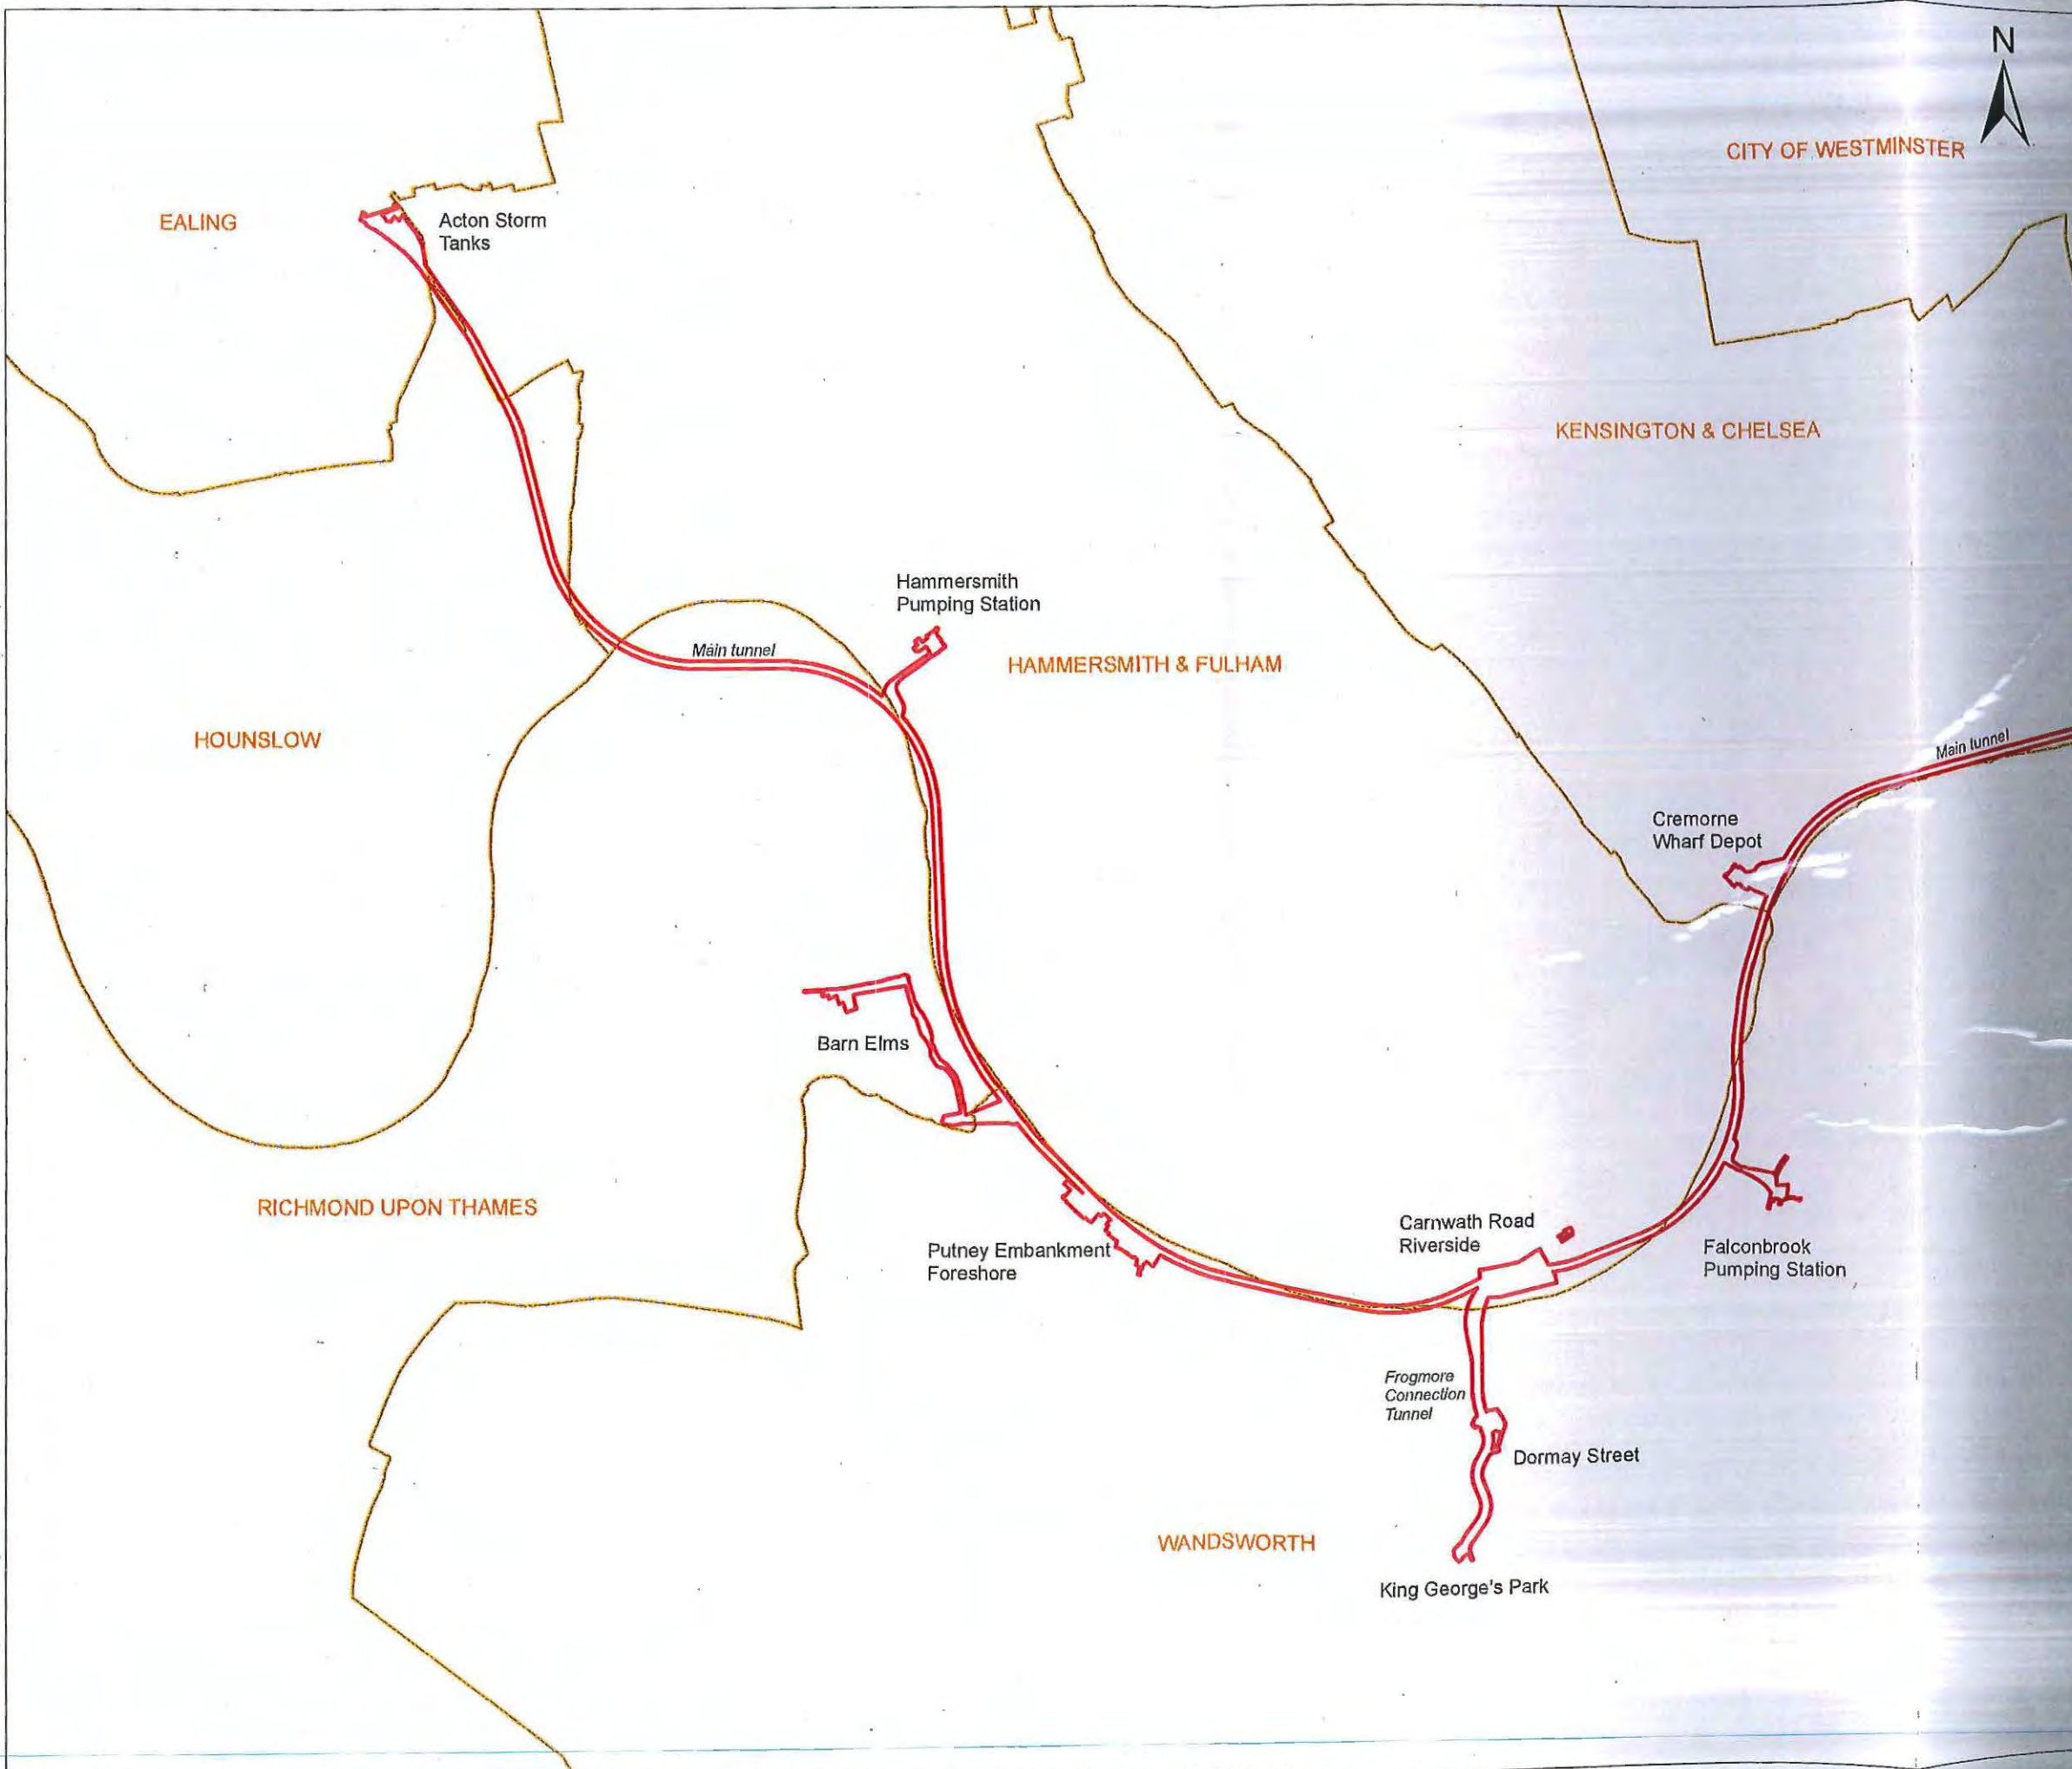 N
CITY OF WESTMINSTER
EALING
Acton Storm
Tanks
KENSINGTON & CHELSEA
Hammersmith
Pumping Station
Main tunnel
HAMMERSMITH & FULHAM
HOUNSLOW
Main tunnel
Cremorne
Wharf Depot
Barn Elms
RICHMOND UPON THAMES
Putney Embankment
Foreshore
Carnwath Road
Riverside
Falconbrook
Pumping Station
Frogmore
Connection
Tunnel
Dormay Street
WANDSWORTH
King George's Park